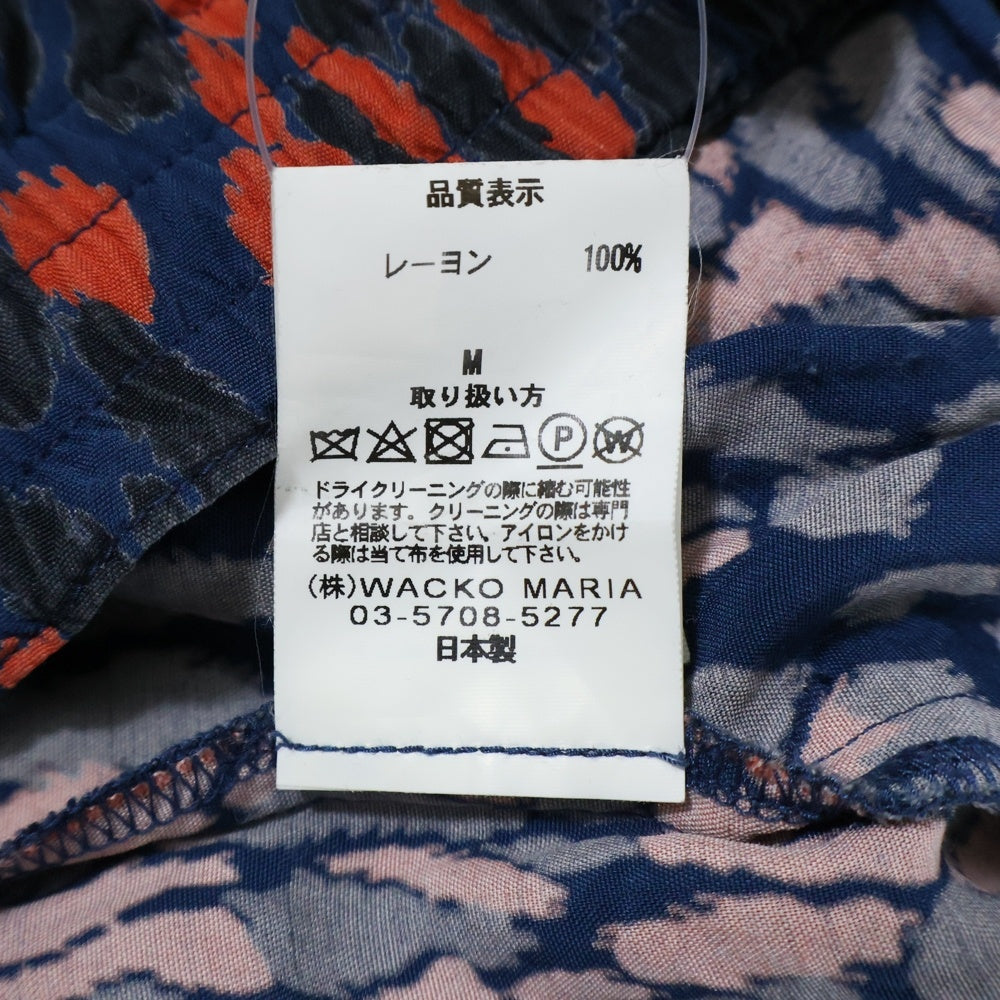 品質表示
レーヨン 100%
M
取り扱い方
P W
ドライクリーニングの際に縮む可能性
があります。クリーニングの際は専門
店と相談して下さい。アイロンをかけ
る際は当て布を使用して下さい。
(株)WACKO MARIA
03-5708-5277
日本製